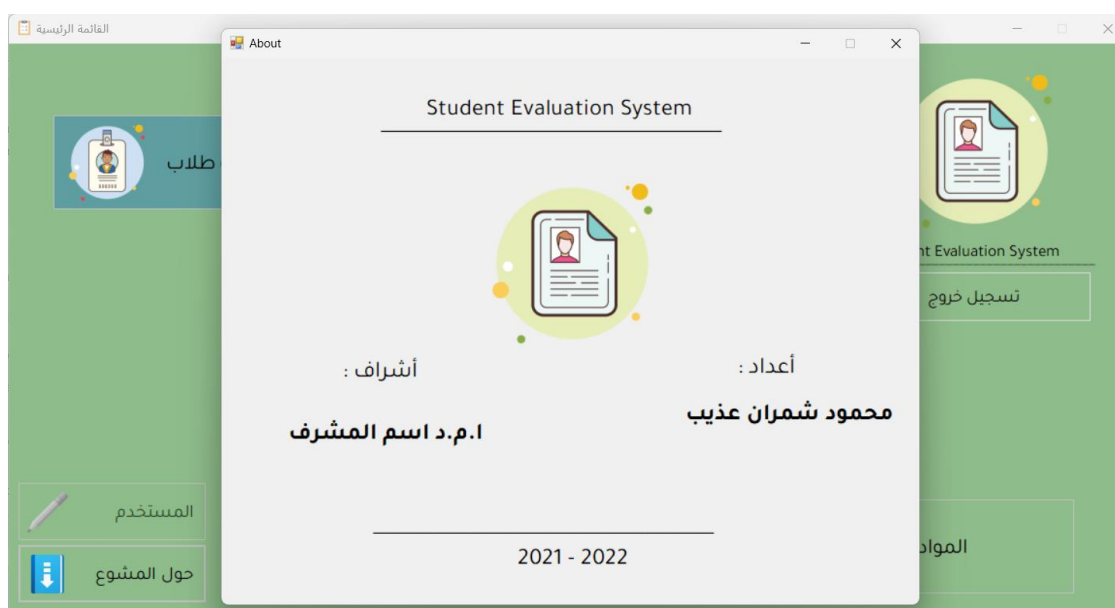 القائمة الرئيسية
About
Student Evaluation System
أعداد :
محمود شمران عذيب
أشراف :
ا.م.د اسم المشرف
2021 - 2022
nt Evaluation System
تسجيل خروج
طلاب
المواد
المستخدم
حول المشوع